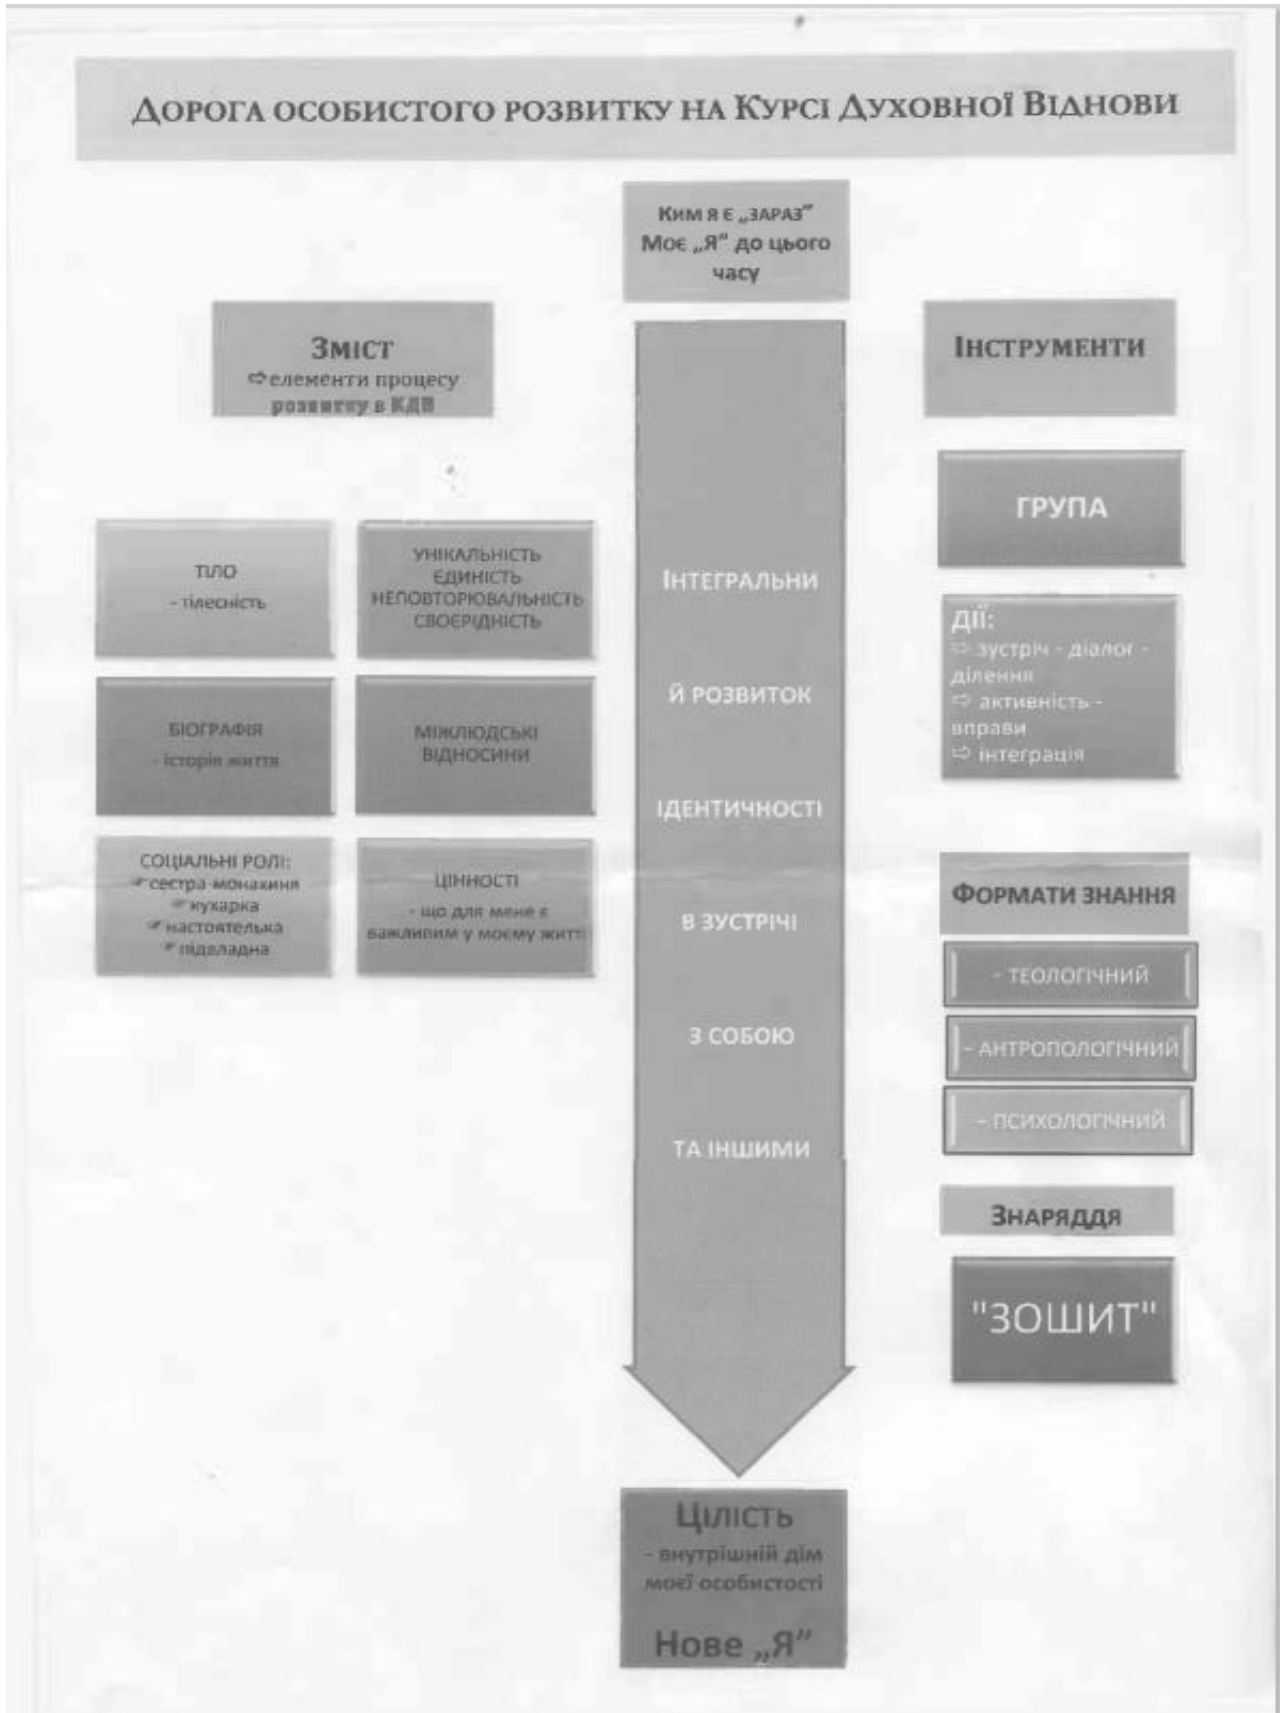 ДОРОГА ОСОБИСТОГО РОЗВИТКУ НА КУРСІ ДУХОВНОЇ ВІДНОВИ
КИМ Я Є „ЗАРАЗ”
МОЄ „Я” ДО ЦЬОГО
ЧАСУ
ЗМІСТ
⇨елементи процесу
розвитку в КДВ
ТІЛО
- тілесність
УНІКАЛЬНІСТЬ
ЄДИНІСТЬ
НЕПОВТОРЮВАЛЬНІСТЬ
СВОЄРІДНІСТЬ
БІОГРАФІЯ
- історія життя
МІЖЛЮДСЬКІ
ВІДНОСИНИ
СОЦІАЛЬНІ РОЛІ:
☞сестра-монахиня
☞кухарка
☞настоятелька
☞підвладна
ЦІННОСТІ
- що для мене є
важливим у моєму житті
ІНТЕГРАЛЬНИ
Й РОЗВИТОК
ІДЕНТИЧНОСТІ
В ЗУСТРІЧІ
З СОБОЮ
ТА ІНШИМИ
ІНСТРУМЕНТИ
ГРУПА
ДІЇ:
⇨ зустріч - діалог -
ділення
⇨ активність -
вправи
⇨ інтеграція
ФОРМАТИ ЗНАННЯ
- ТЕОЛОГІЧНИЙ
- АНТРОПОЛОГІЧНИЙ
- ПСИХОЛОГІЧНИЙ
ЗНАРЯДДЯ
"ЗОШИТ"
ЦІЛІСТЬ
- внутрішній дім
моєї особистості
НОВЕ „Я”